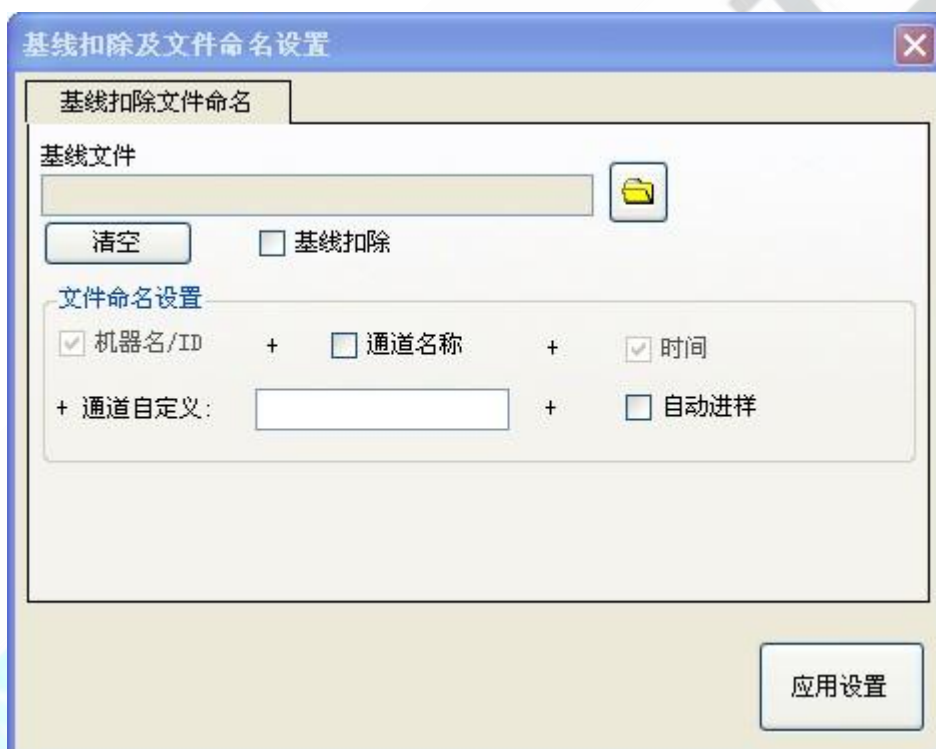 基线扣除及文件命名设置
基线扣除文件命名
基线文件
清空 基线扣除
文件命名设置
机器名/ID + 通道名称 + 时间
+ 通道自定义: + 自动进样
应用设置